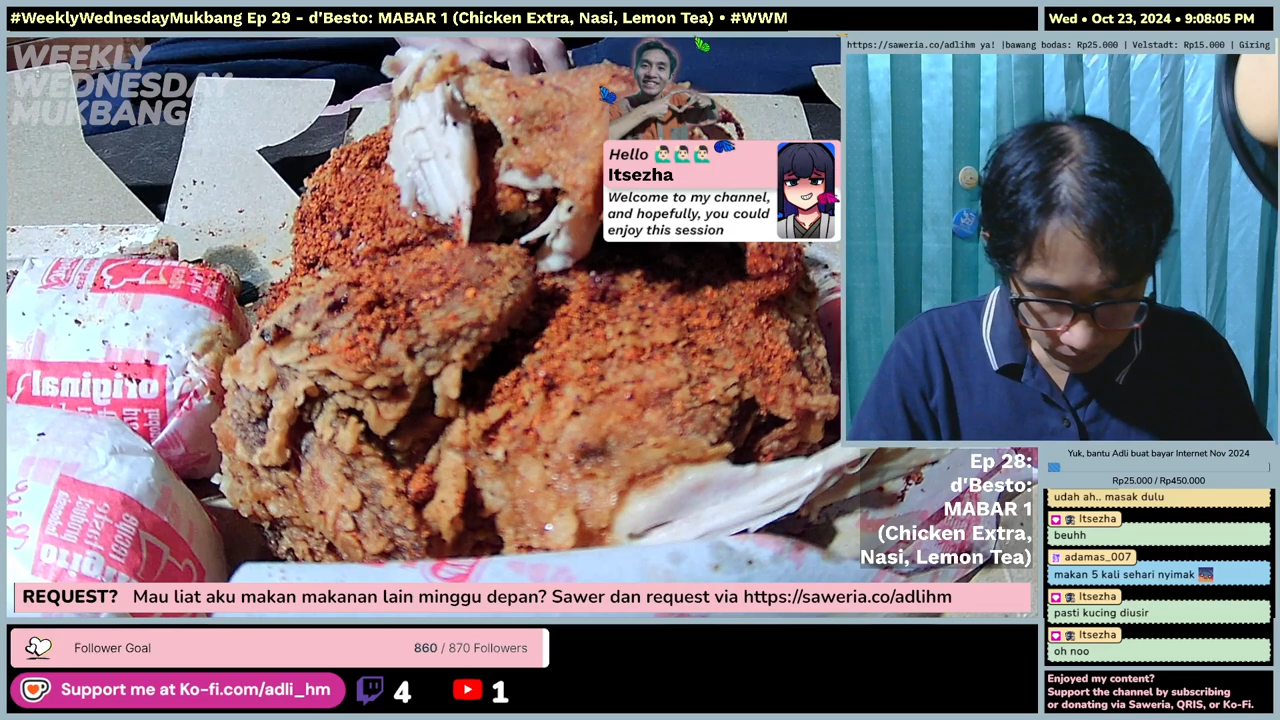 #WeeklyWednesdayMukbang Ep 29 - d'Besto: MABAR 1 (Chicken Extra, Nasi, Lemon Tea) • #WWM
Wed • Oct 23, 2024 • 9:08:05 PM
https://saweria.co/adlihm ya! |bawang bodas: Rp25.000 | Velstadt: Rp15.000 | Giring
WEEKLY
WEDNESDAY
MUKBANG
Hello 🙋🏻‍♂️🙋🏻‍♂️🙋🏻‍♂️
Itsezha
Welcome to my channel,
and hopefully, you could
enjoy this session
original
Ep 28:
d'Besto:
MABAR 1
(Chicken Extra,
Nasi, Lemon Tea)
REQUEST? Mau liat aku makan makanan lain minggu depan? Sawer dan request via https://saweria.co/adlihm
Follower Goal
860 / 870 Followers
Support me at Ko-fi.com/adli_hm
4
1
Yuk, bantu Adli buat bayar Internet Nov 2024
Rp25.000 / Rp450.000
udah ah.. masak dulu
Itsezha
beuhh
adamas_007
makan 5 kali sehari nyimak
Itsezha
pasti kucing diusir
Itsezha
oh noo
Enjoyed my content?
Support the channel by subscribing
or donating via Saweria, QRIS, or Ko-Fi.